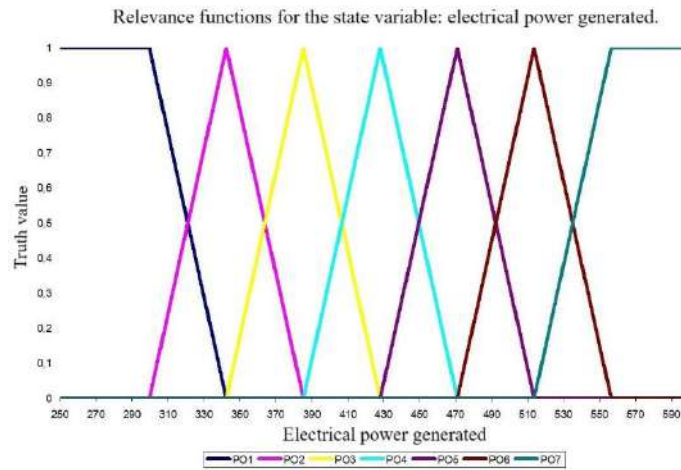 Relevance functions for the state variable: electrical power generated.
1
0,9
0,8
0,7
0,6
0,5
0,4
0,3
0,2
0,1
0
Truth value
250 270 290 310 330 350 370 390 410 430 450 470 490 510 530 550 570 590
Electrical power generated
PO1 PO2 PO3 PO4 PO5 PO6 PO7